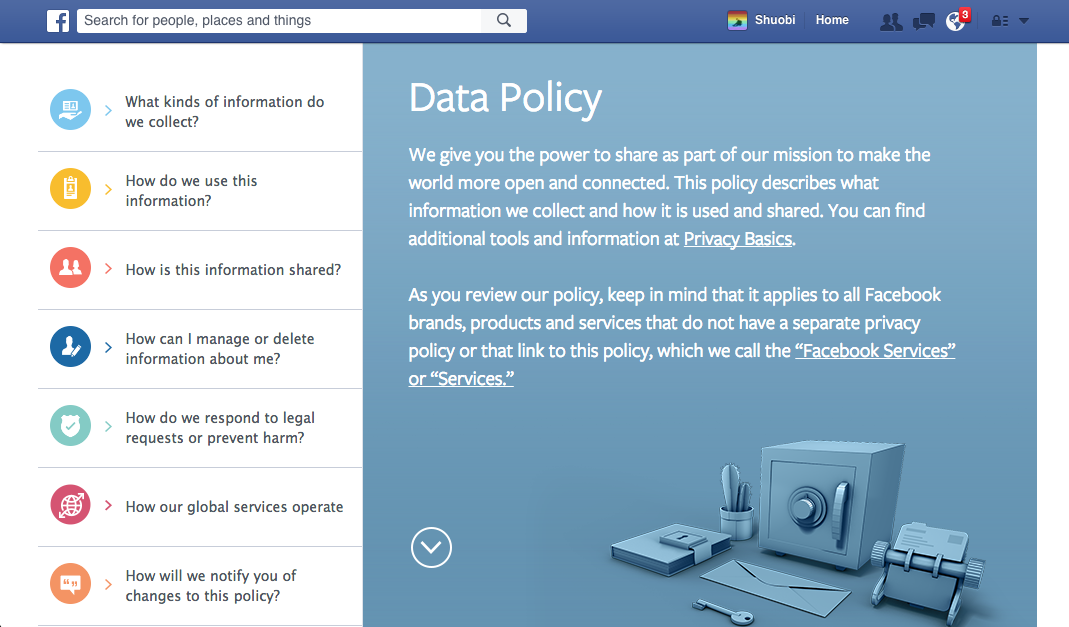 f
Search for people, places and things
Shuobi
Home
3
What kinds of information do
we collect?
How do we use this
information?
How is this information shared?
How can I manage or delete
information about me?
How do we respond to legal
requests or prevent harm?
How our global services operate
How will we notify you of
changes to this policy?
Data Policy
We give you the power to share as part of our mission to make the
world more open and connected. This policy describes what
information we collect and how it is used and shared. You can find
additional tools and information at Privacy Basics.
As you review our policy, keep in mind that it applies to all Facebook
brands, products and services that do not have a separate privacy
policy or that link to this policy, which we call the “Facebook Services”
or “Services.”